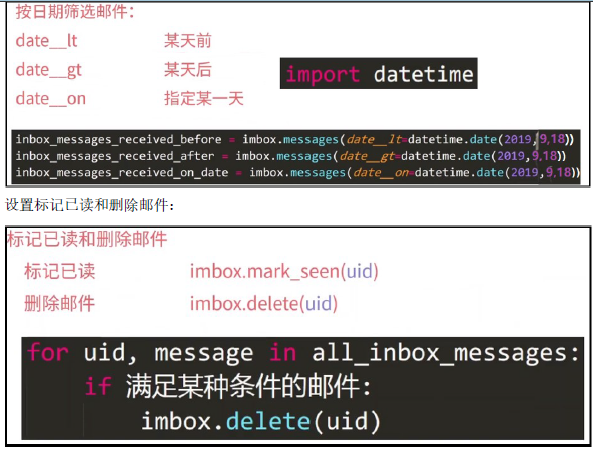 按日期筛选邮件：
date__lt 某天前
date__gt 某天后
date__on 指定某一天
import datetime
inbox_messages_received_before = imbox.messages(date__lt=datetime.date(2019,9,18))
inbox_messages_received_after = imbox.messages(date__gt=datetime.date(2019,9,18))
inbox_messages_received_on_date = imbox.messages(date__on=datetime.date(2019,9,18))
设置标记已读和删除邮件：
标记已读和删除邮件
标记已读 imbox.mark_seen(uid)
删除邮件 imbox.delete(uid)
for uid, message in all_inbox_messages:
if 满足某种条件的邮件:
imbox.delete(uid)